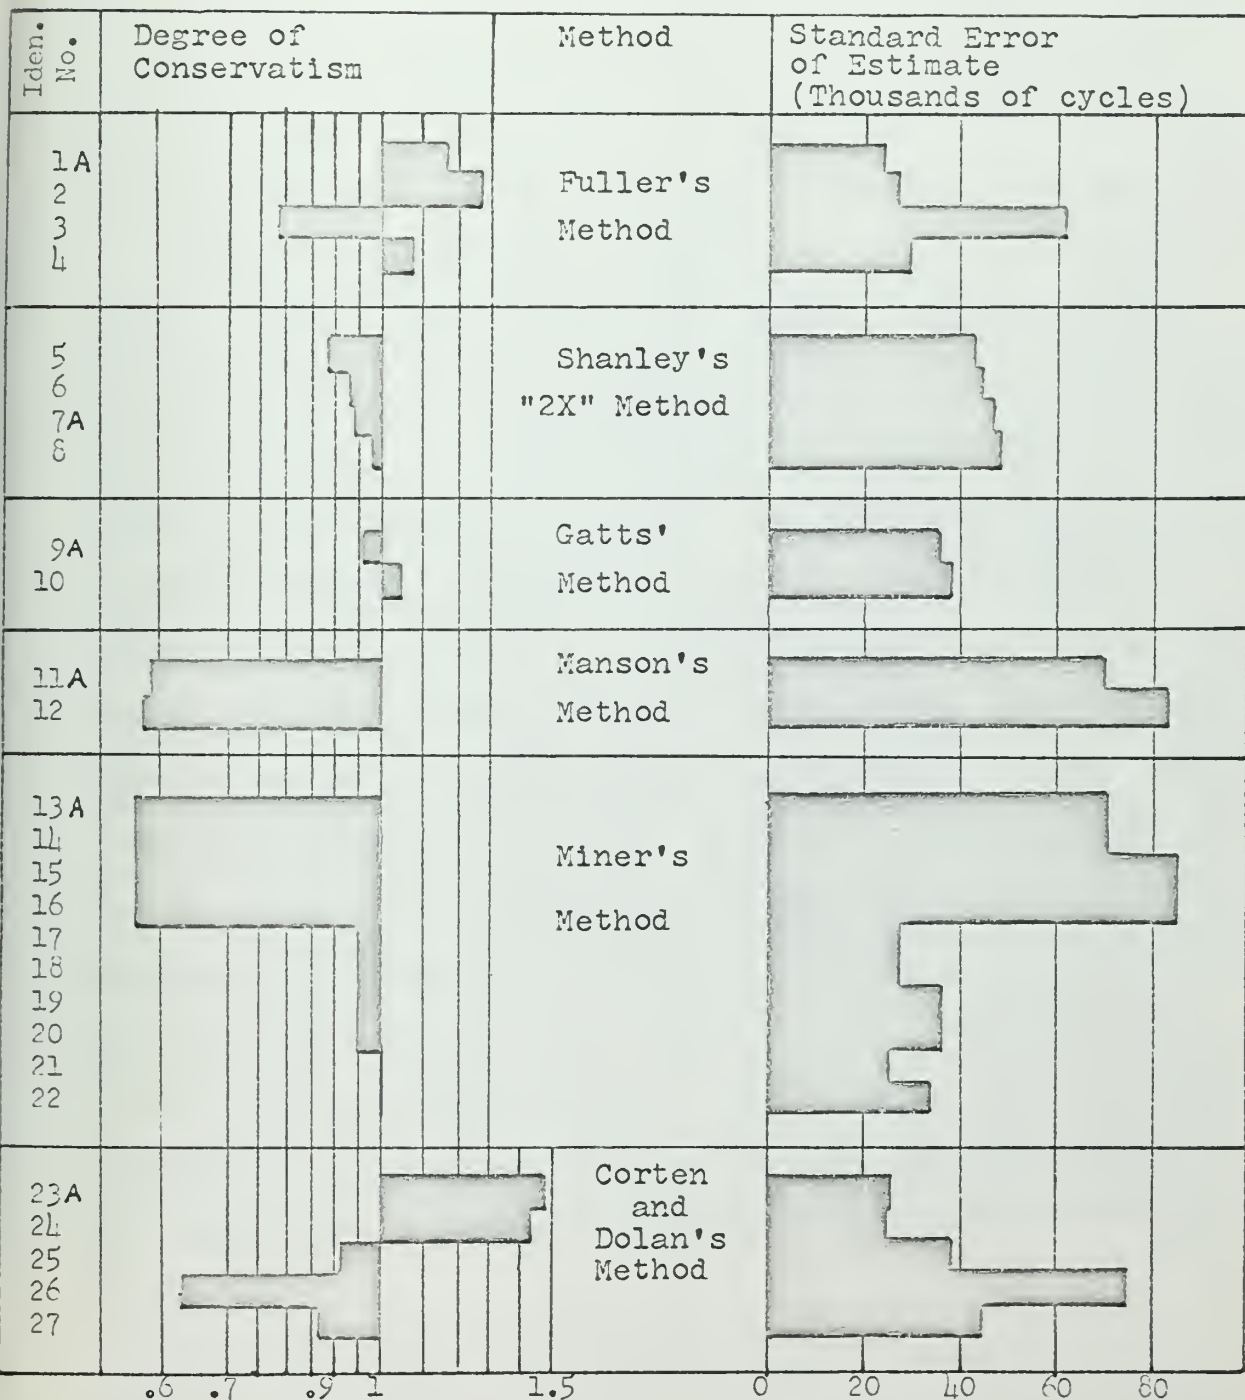 Iden. No.
Degree of
Conservatism
Method
Standard Error
of Estimate
(Thousands of cycles)
1A
2
3
4
Fuller's
Method
5
6
7A
8
Shanley's
"2X" Method
9A
10
Gatts'
Method
11A
12
Manson's
Method
13A
14
15
16
17
18
19
20
21
22
Miner's
Method
23A
24
25
26
27
Corten
and
Dolan's
Method
.6 .7 .9 1 1.5 0 20 40 60 80